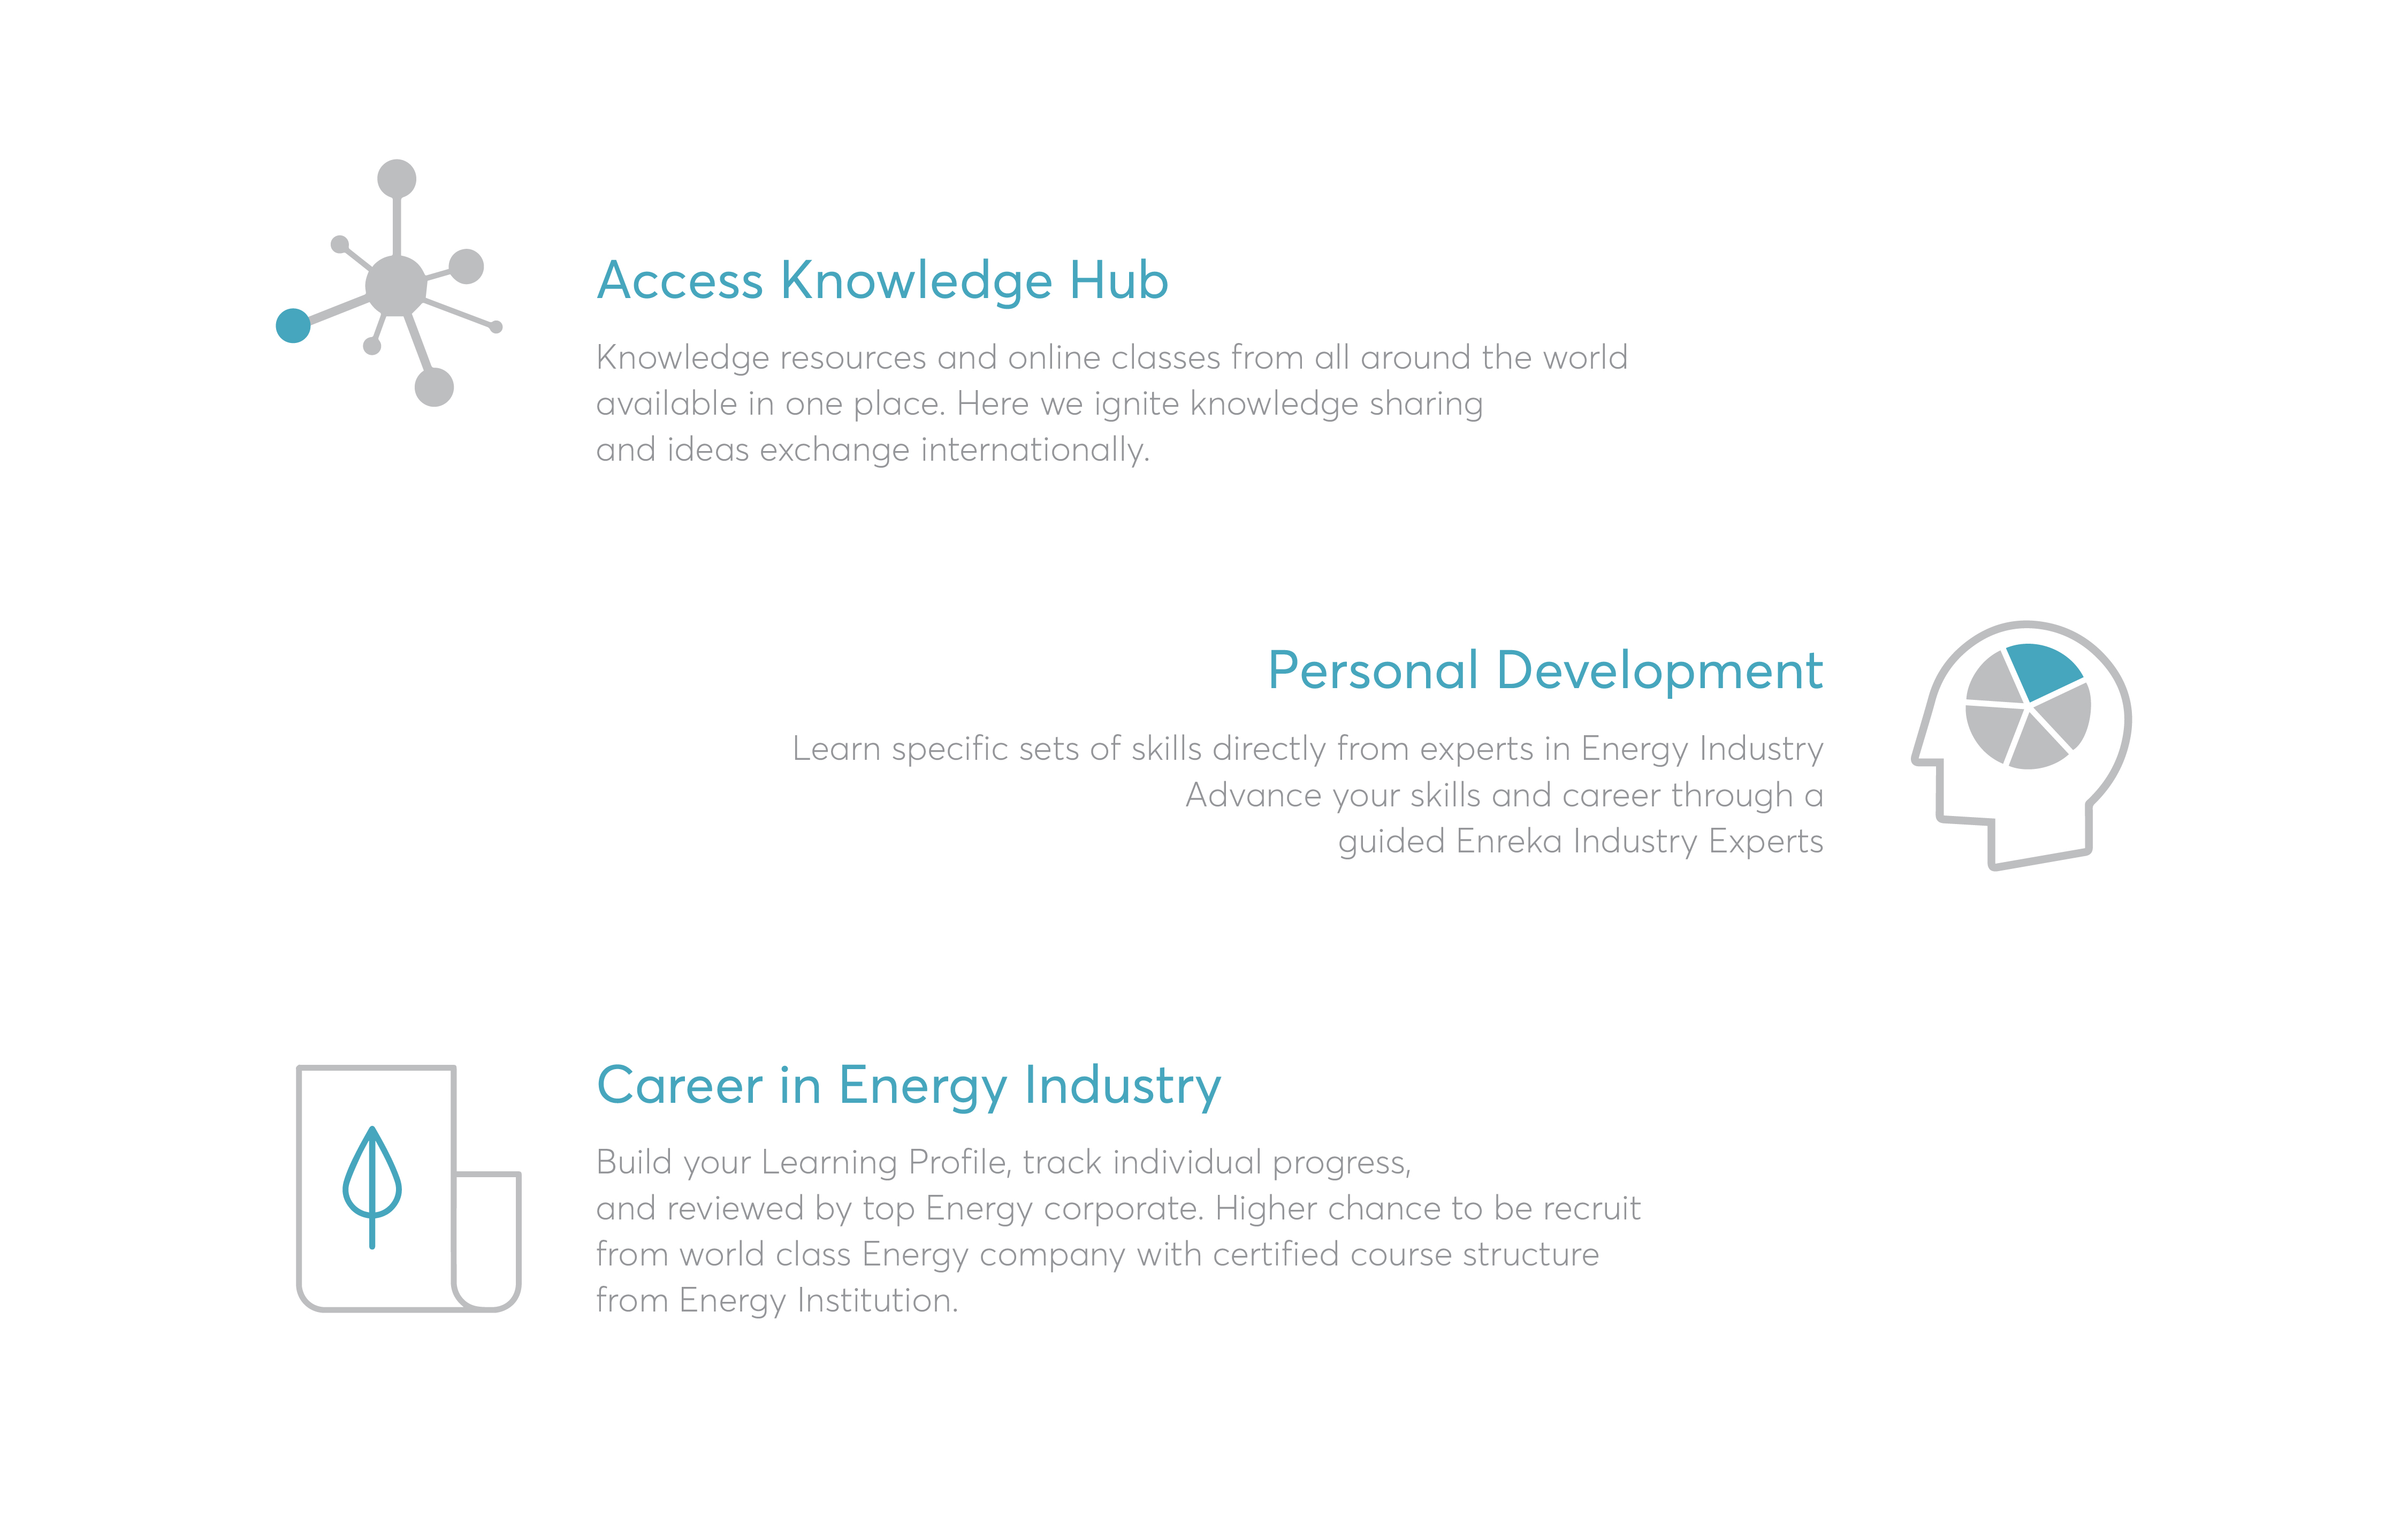 Access Knowledge Hub
Knowledge resources and online classes from all around the world
available in one place. Here we ignite knowledge sharing
and ideas exchange internationally.
Personal Development
Learn specific sets of skills directly from experts in Energy Industry
Advance your skills and career through a
guided Enreka Industry Experts
Career in Energy Industry
Build your Learning Profile, track individual progress,
and reviewed by top Energy corporate. Higher chance to be recruit
from world class Energy company with certified course structure
from Energy Institution.